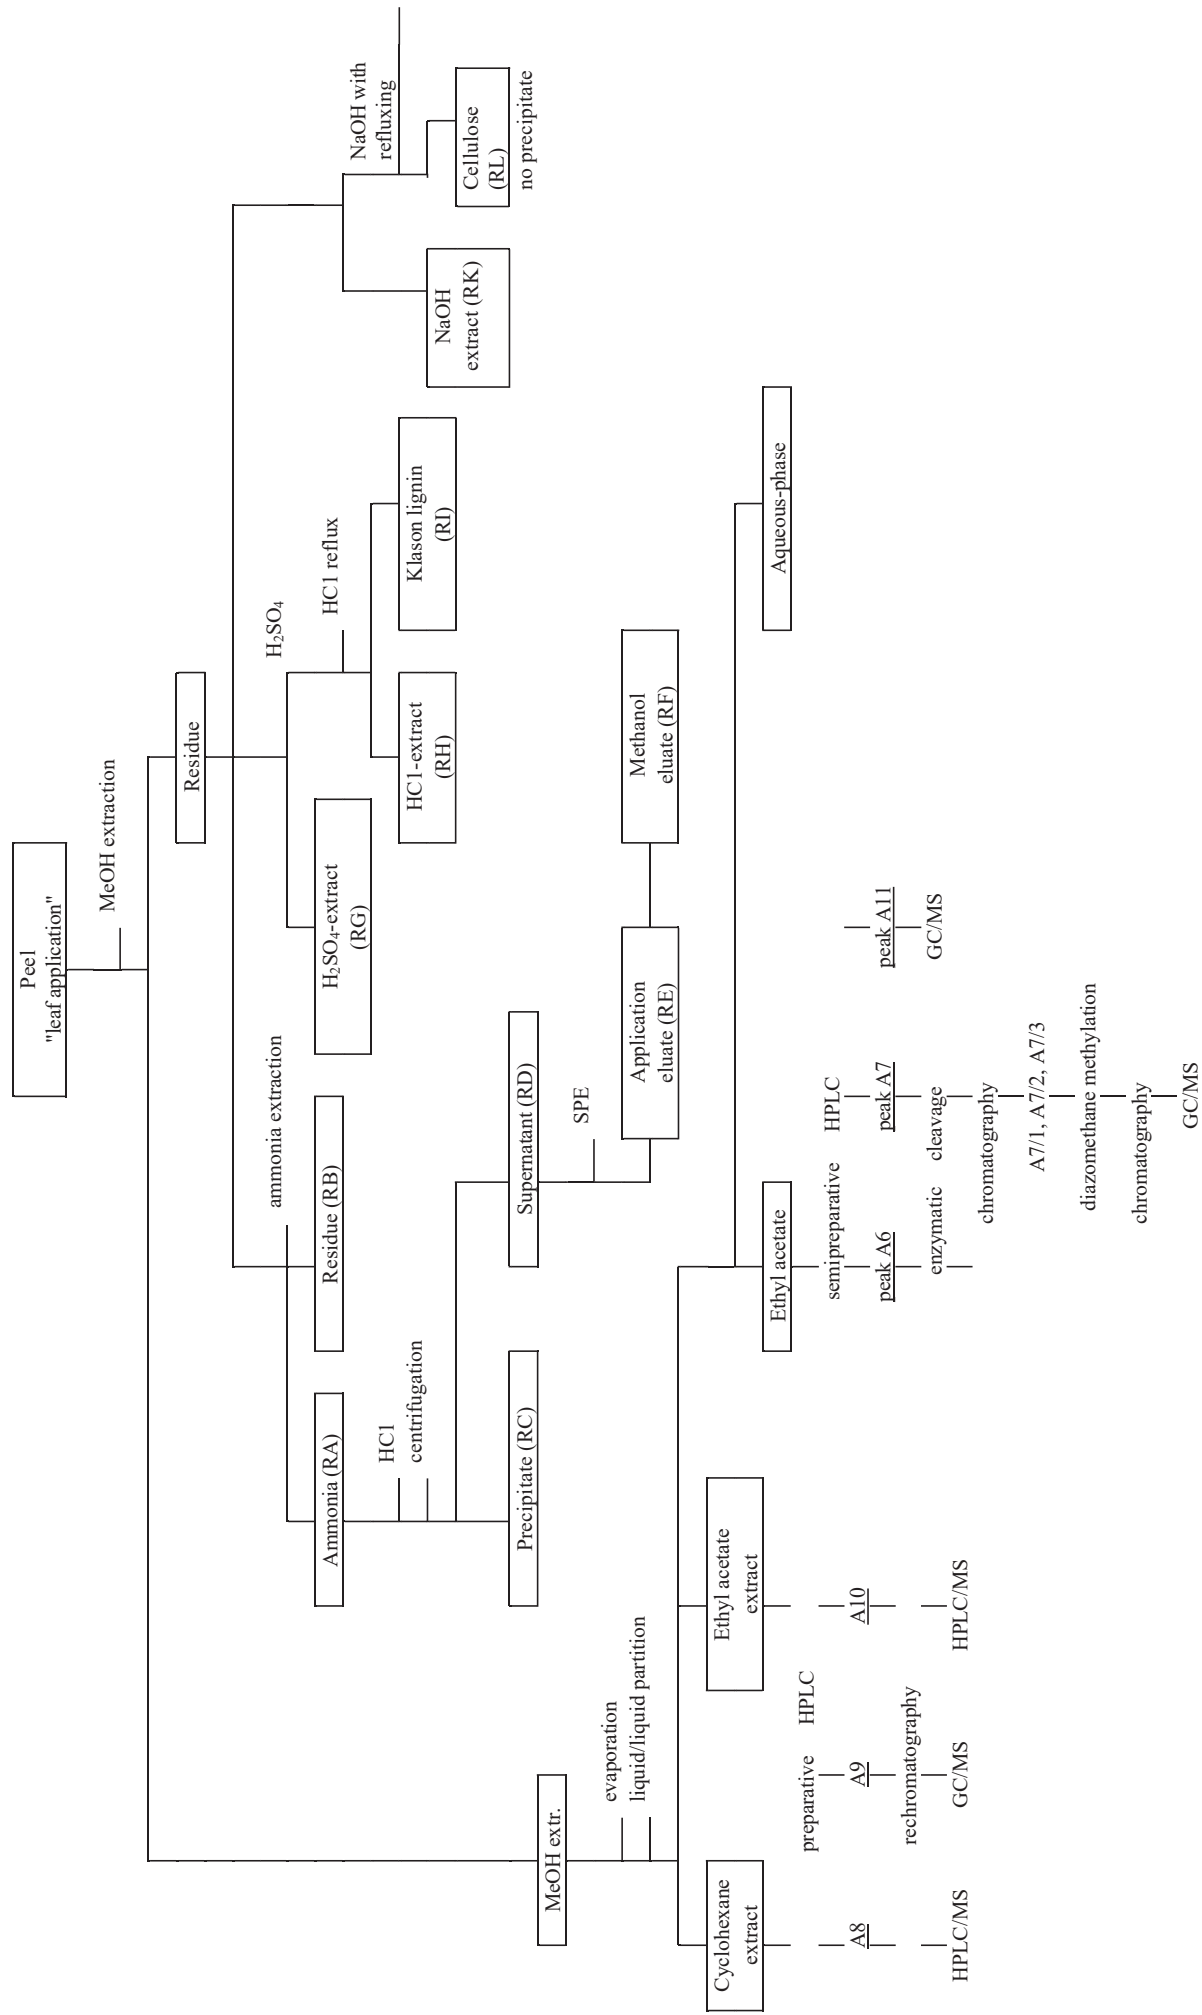 Peel
"leaf application"
MeOH extraction
Residue
ammonia extraction
H₂SO₄
NaOH with
refluxing
Ammonia (RA)
Residue (RB)
H₂SO₄-extract
(RG)
HC1 reflux
HC1
centrifugation
HC1-extract
(RH)
Klason lignin
(RI)
NaOH
extract (RK)
Cellulose
(RL)
no precipitate
Precipitate (RC)
Supernatant (RD)
SPE
MeOH extr.
evaporation
liquid/liquid partition
Application
eluate (RE)
Methanol
eluate (RF)
Cyclohexane
extract
Ethyl acetate
extract
Ethyl acetate
Aqueous-phase
preparative HPLC
semipreparative HPLC
A8
A9
A10
peak A6
peak A7
peak A11
rechromatography
enzymatic cleavage
GC/MS
HPLC/MS
GC/MS
HPLC/MS
chromatography
A7/1, A7/2, A7/3
diazomethane methylation
chromatography
GC/MS